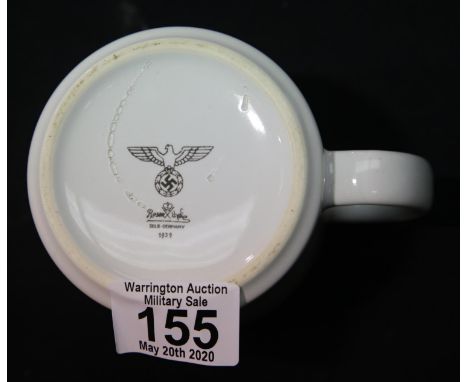 SELB-GERMANY
1939
Warrington Auction
Military Sale
155
May 20th 2020